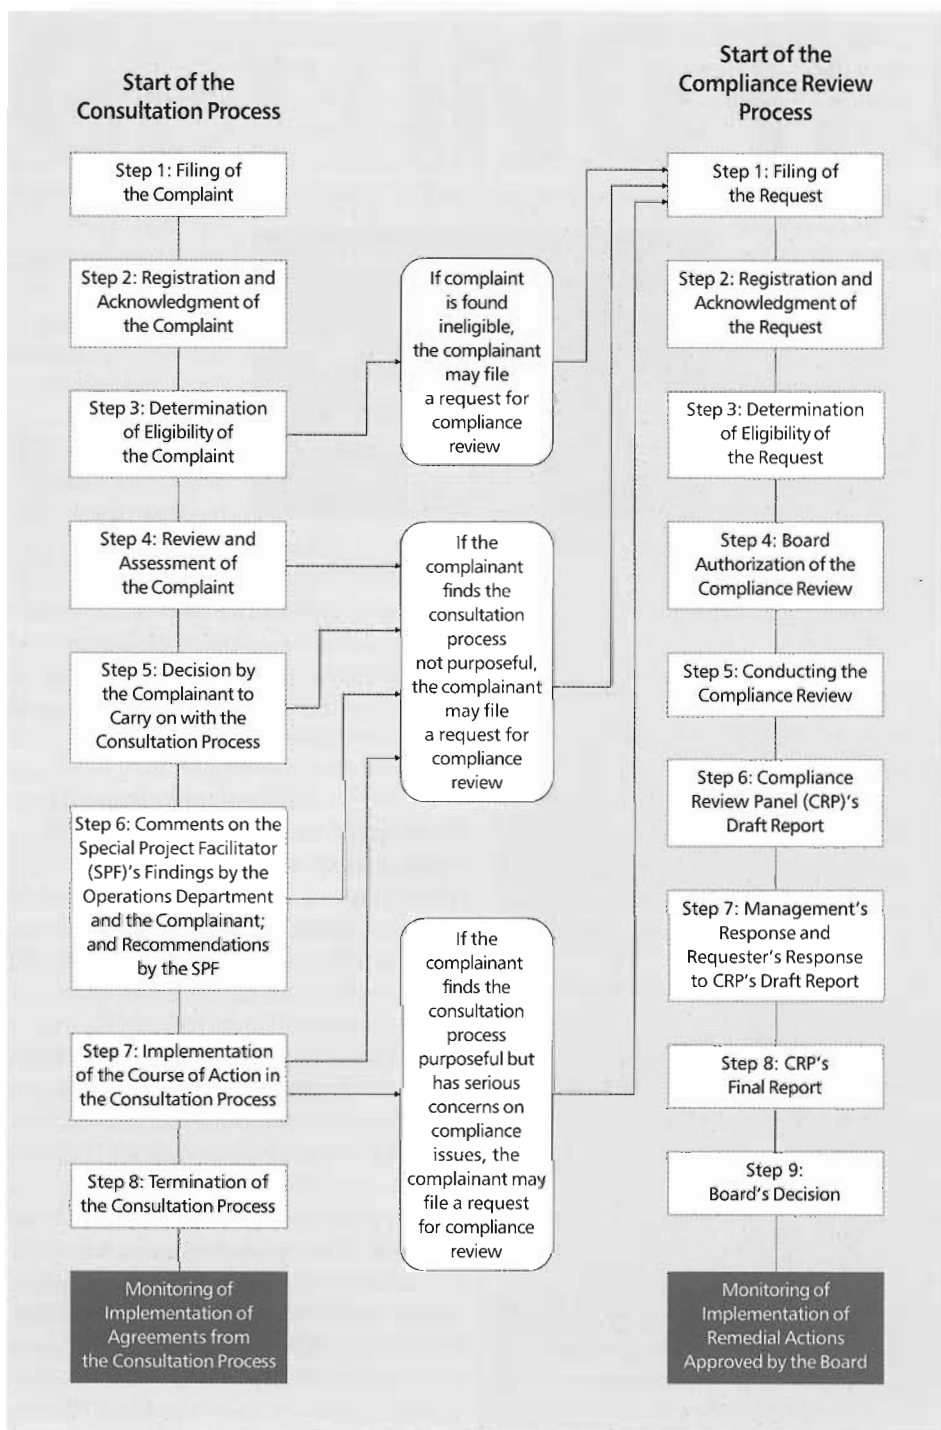 Start of the
Consultation Process
Step 1: Filing of
the Complaint
Step 2: Registration and
Acknowledgment of
the Complaint
Step 3: Determination
of Eligibility of
the Complaint
Step 4: Review and
Assessment of
the Complaint
Step 5: Decision by
the Complainant to
Carry on with the
Consultation Process
Step 6: Comments on the
Special Project Facilitator
(SPF)'s Findings by the
Operations Department
and the Complainant;
and Recommendations
by the SPF
Step 7: Implementation
of the Course of Action in
the Consultation Process
Step 8: Termination of
the Consultation Process
Monitoring of
Implementation of
Agreements from
the Consultation Process
If complaint
is found
ineligible,
the complainant
may file
a request for
compliance
review
If the
complainant
finds the
consultation
process
not purposeful,
the complainant
may file
a request for
compliance
review
If the
complainant
finds the
consultation
process
purposeful but
has serious
concerns on
compliance
issues, the
complainant may
file a request
for compliance
review
Start of the
Compliance Review
Process
Step 1: Filing of
the Request
Step 2: Registration and
Acknowledgment of
the Request
Step 3: Determination
of Eligibility of
the Request
Step 4: Board
Authorization of the
Compliance Review
Step 5: Conducting the
Compliance Review
Step 6: Compliance
Review Panel (CRP)'s
Draft Report
Step 7: Management's
Response and
Requester's Response
to CRP's Draft Report
Step 8: CRP's
Final Report
Step 9:
Board's Decision
Monitoring of
Implementation of
Remedial Actions
Approved by the Board